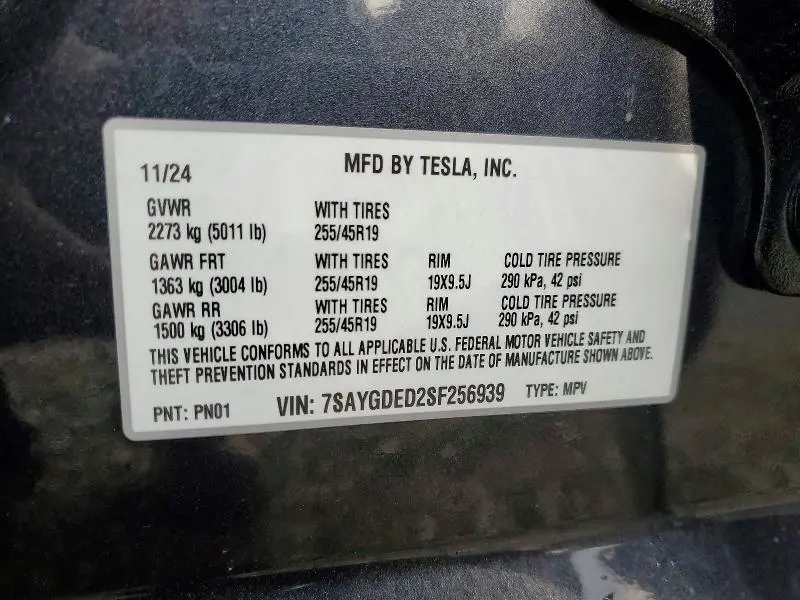 11/24 MFD BY TESLA, INC.
GVWR WITH TIRES
2273 kg (5011 lb) 255/45R19
GAWR FRT WITH TIRES RIM COLD TIRE PRESSURE
1363 kg (3004 lb) 255/45R19 19X9.5J 290 kPa, 42 psi
GAWR RR WITH TIRES RIM COLD TIRE PRESSURE
1500 kg (3306 lb) 255/45R19 19X9.5J 290 kPa, 42 psi
THIS VEHICLE CONFORMS TO ALL APPLICABLE U.S. FEDERAL MOTOR VEHICLE SAFETY AND
THEFT PREVENTION STANDARDS IN EFFECT ON THE DATE OF MANUFACTURE SHOWN ABOVE.
PNT: PN01 VIN: 7SAYGDED2SF256939 TYPE: MPV